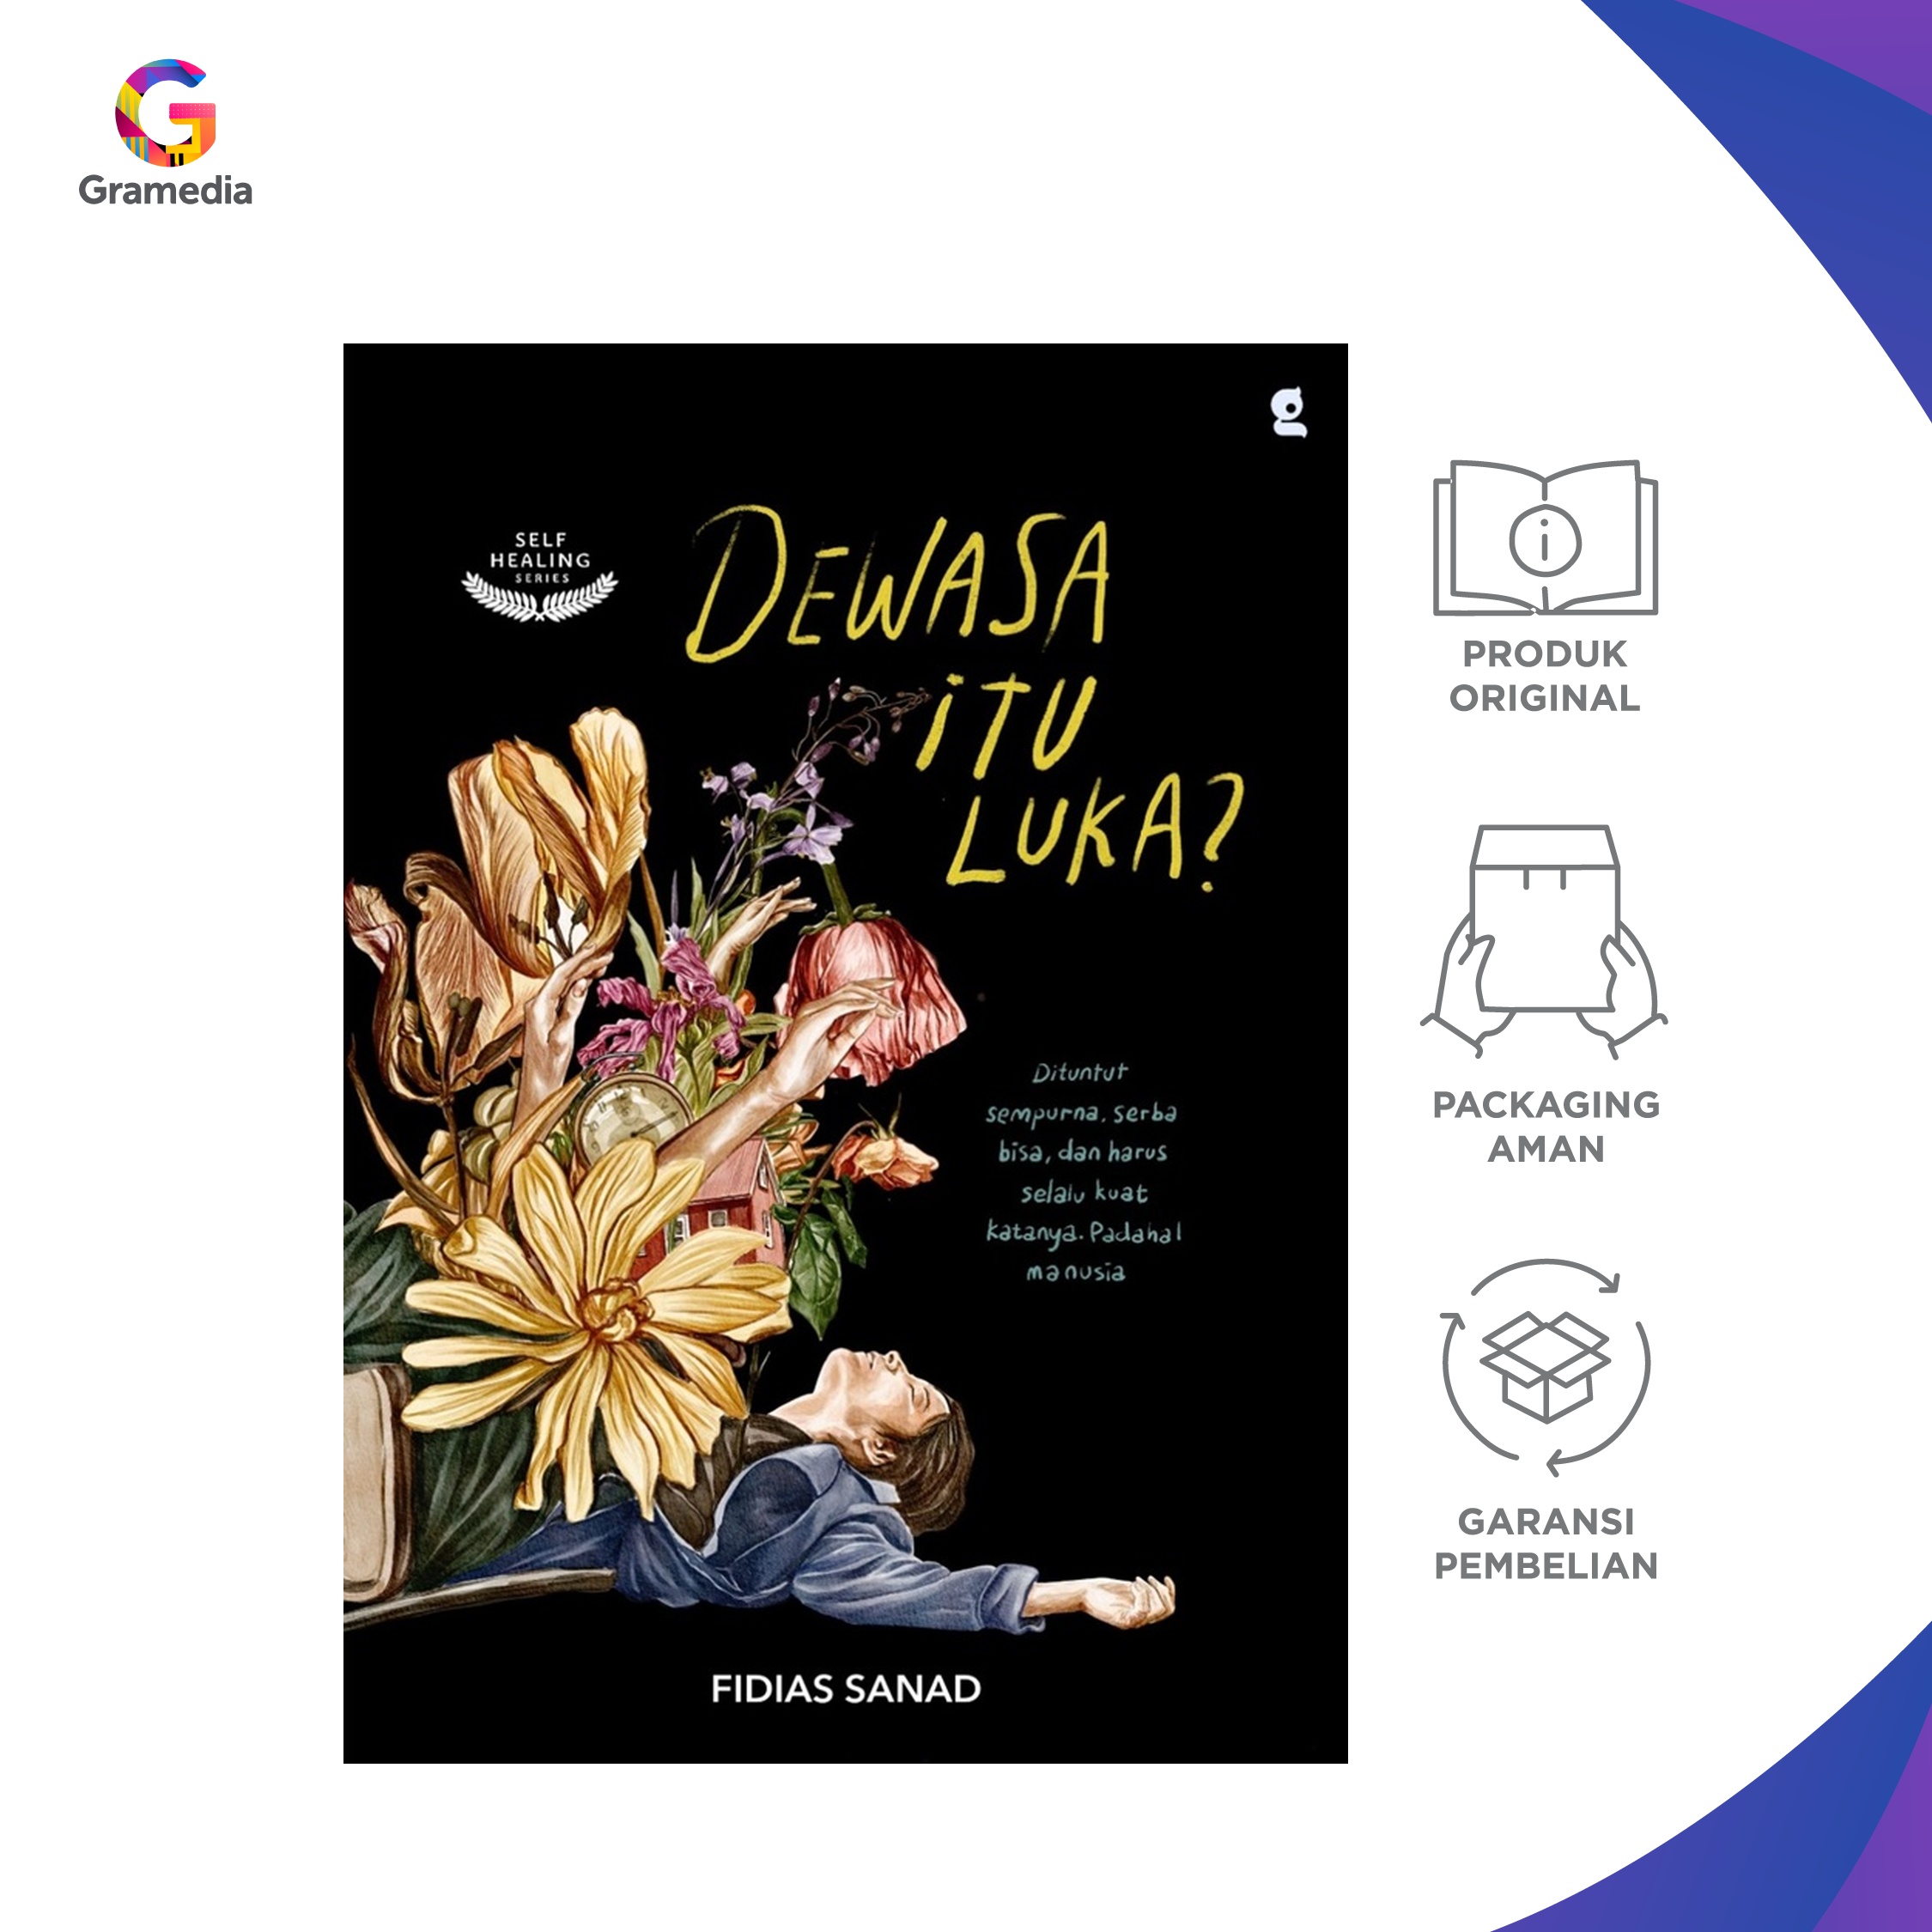 Gramedia
g
SELF
HEALING
SERIES
DEWASA
iTU
LUKA?
Dituntut
sempurna, serba
bisa, dan harus
selalu kuat
katanya. Padahal
manusia
FIDIAS SANAD
PRODUK
ORIGINAL
PACKAGING
AMAN
GARANSI
PEMBELIAN